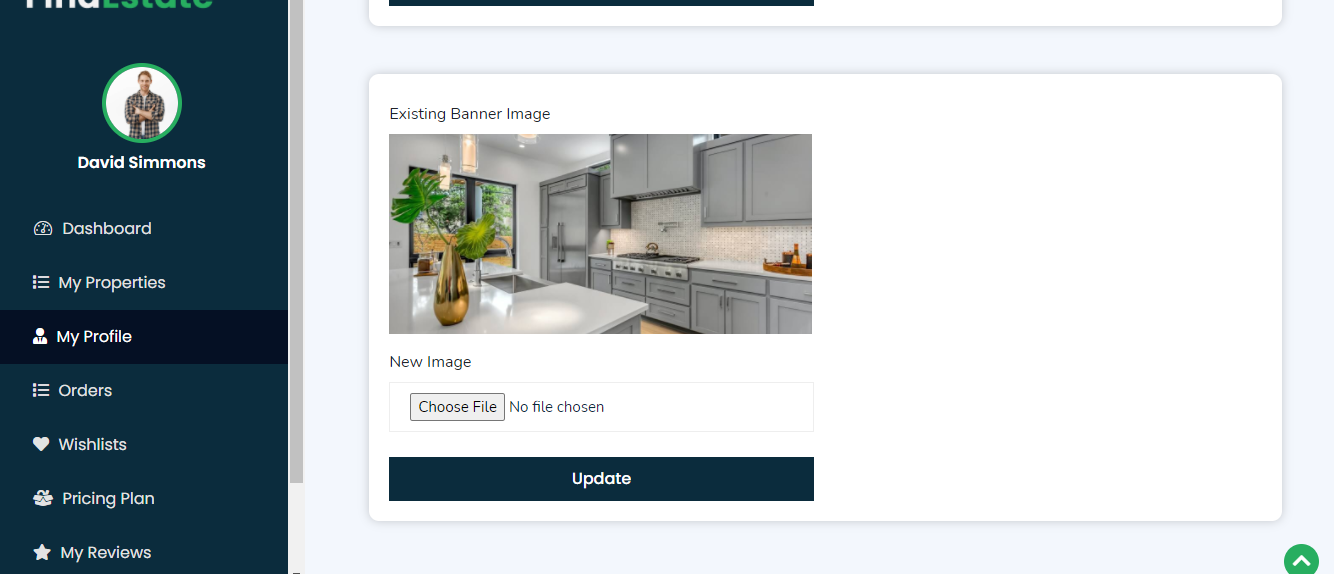 FindEstate
David Simmons
Dashboard
My Properties
My Profile
Orders
Wishlists
Pricing Plan
My Reviews
Existing Banner Image
New Image
Choose File No file chosen
Update